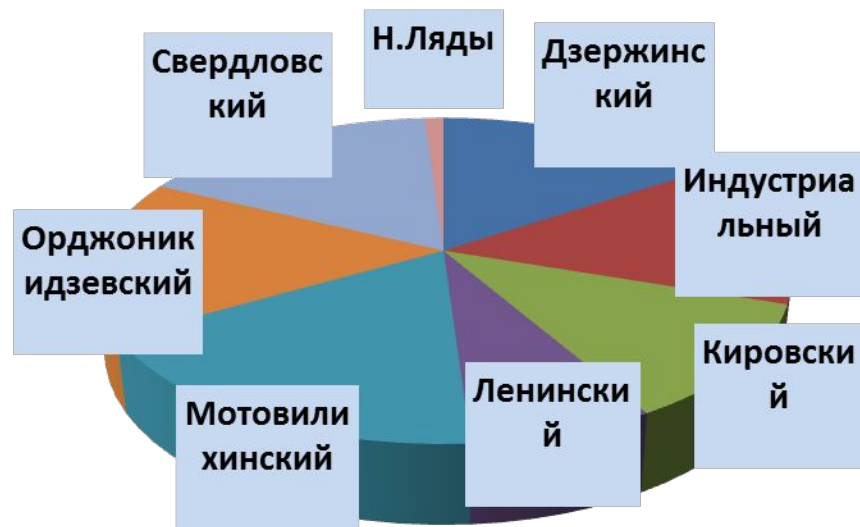 Н.Ляды
Дзержинс
кий
Индустриа
льный
Кировски
й
Ленински
й
Мотовили
хинский
Орджоник
идзевский
Свердловс
кий